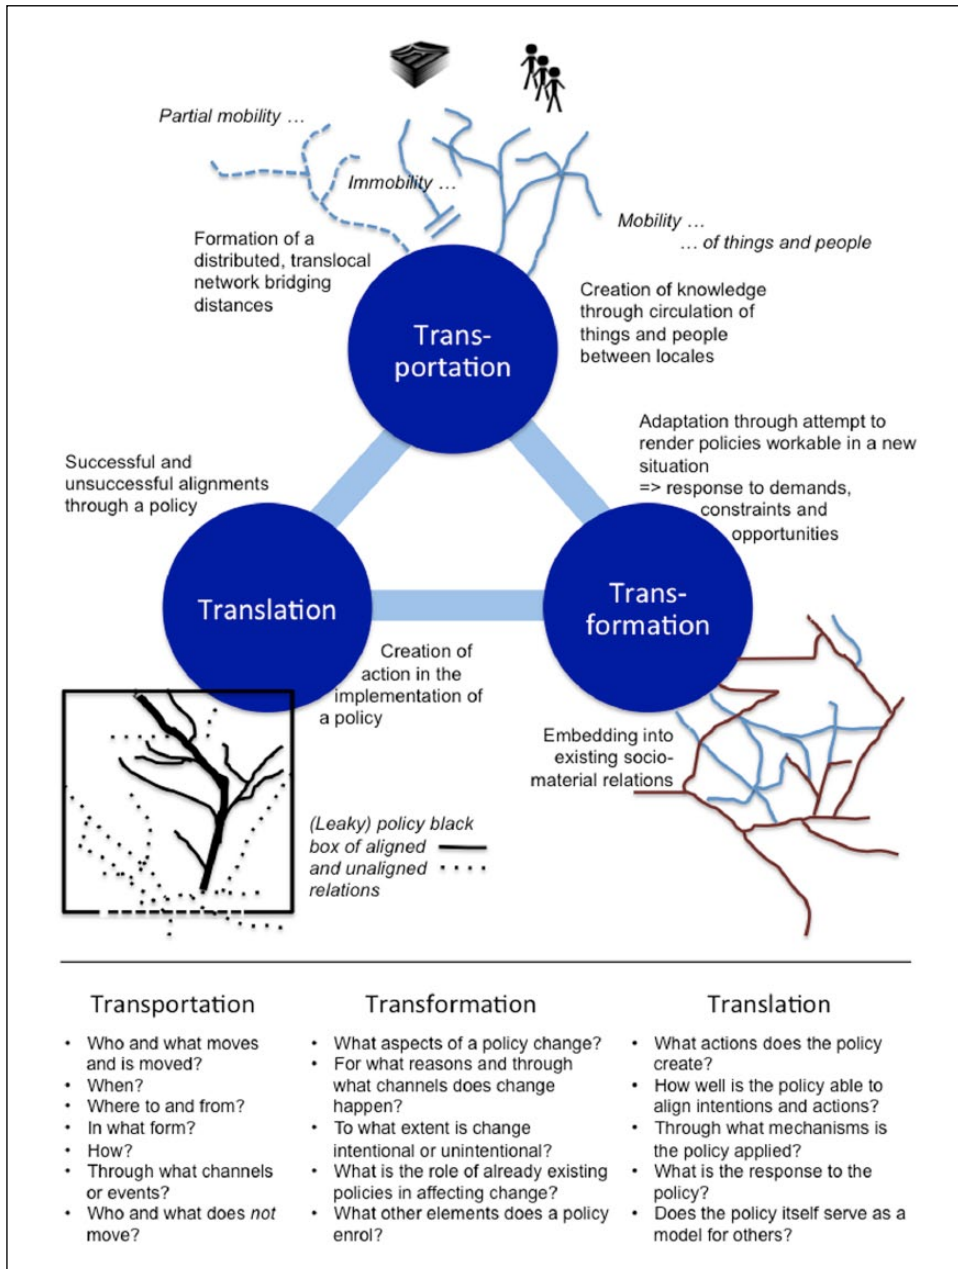 Partial mobility …
Immobility …
Mobility …
… of things and people
Formation of a
distributed, translocal
network bridging
distances
Creation of knowledge
through circulation of
things and people
between locales
Trans-
portation
Adaptation through attempt to
render policies workable in a new
situation
=> response to demands,
constraints and
opportunities
Successful and
unsuccessful alignments
through a policy
Translation
Trans-
formation
Creation of
action in the
implementation of
a policy
Embedding into
existing socio-
material relations
(Leaky) policy black
box of aligned
and unaligned
relations
Transportation
• Who and what moves
and is moved?
• When?
• Where to and from?
• In what form?
• How?
• Through what channels
or events?
• Who and what does not
move?
Transformation
• What aspects of a policy change?
• For what reasons and through
what channels does change
happen?
• To what extent is change
intentional or unintentional?
• What is the role of already existing
policies in affecting change?
• What other elements does a policy
enrol?
Translation
• What actions does the policy
create?
• How well is the policy able to
align intentions and actions?
• Through what mechanisms is
the policy applied?
• What is the response to the
policy?
• Does the policy itself serve as a
model for others?